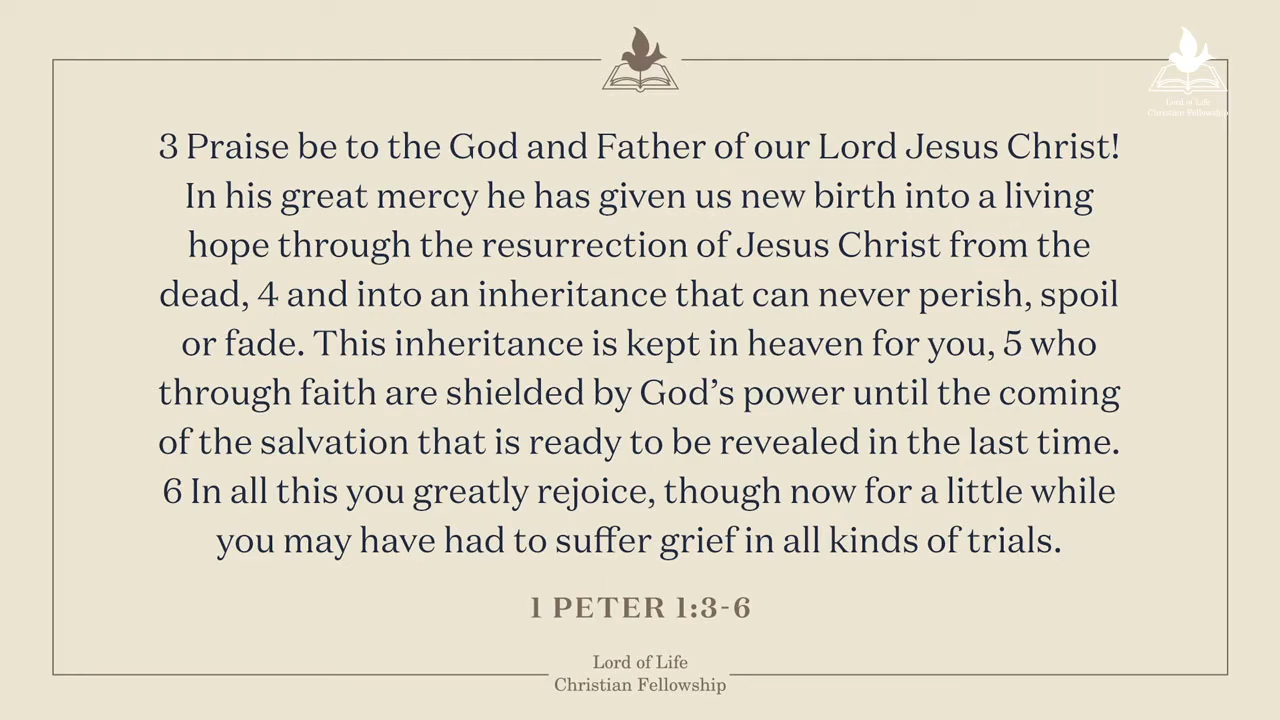 Lord of Life
Christian Fellowship
3 Praise be to the God and Father of our Lord Jesus Christ!
In his great mercy he has given us new birth into a living
hope through the resurrection of Jesus Christ from the
dead, 4 and into an inheritance that can never perish, spoil
or fade. This inheritance is kept in heaven for you, 5 who
through faith are shielded by God’s power until the coming
of the salvation that is ready to be revealed in the last time.
6 In all this you greatly rejoice, though now for a little while
you may have had to suffer grief in all kinds of trials.
1 PETER 1:3-6
Lord of Life
Christian Fellowship